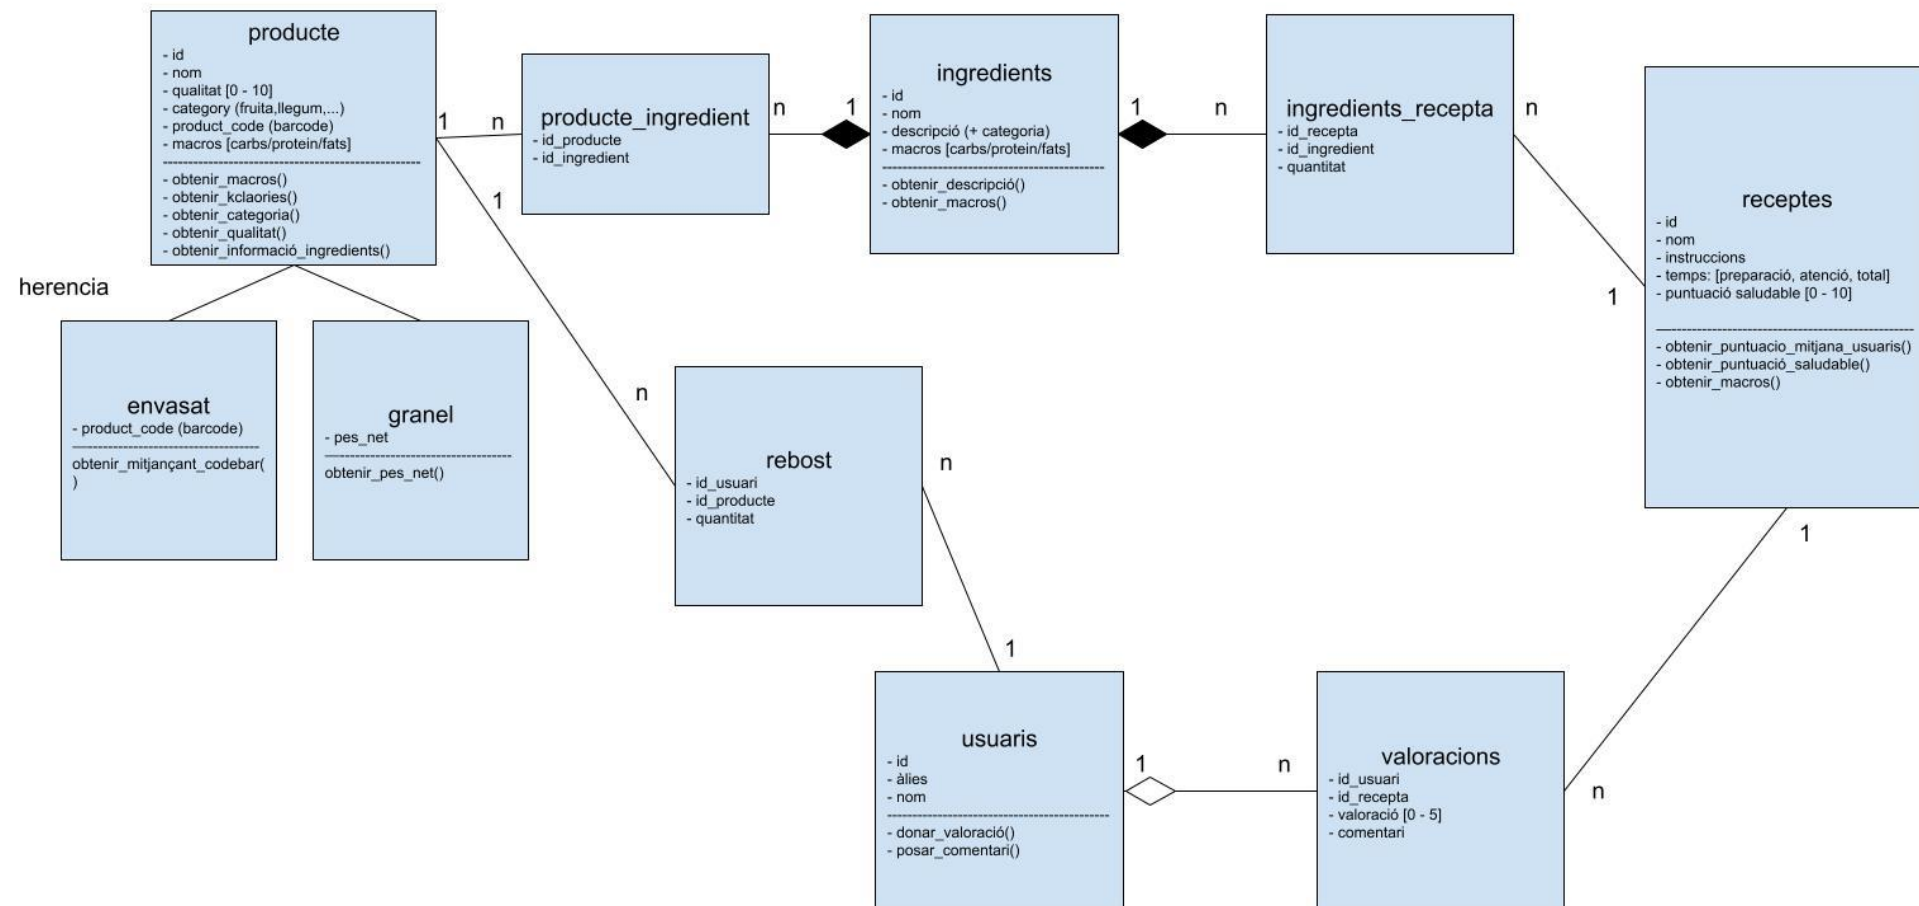 producte
- id
- nom
- qualitat [0 - 10]
- category (fruita,llegum,...)
- product_code (barcode)
- macros [carbs/protein/fats]
- obtenir_macros()
- obtenir_kclaories()
- obtenir_categoria()
- obtenir_qualitat()
- obtenir_informació_ingredients()
1
n
1
n
producte_ingredient
- id_producte
- id_ingredient
n
1
ingredients
- id
- nom
- descripció (+ categoria)
- macros [carbs/protein/fats]
- obtenir_descripció()
- obtenir_macros()
1
n
ingredients_recepta
- id_recepta
- id_ingredient
- quantitat
n
1
receptes
- id
- nom
- instruccions
- temps: [preparació, atenció, total]
- puntuació saludable [0 - 10]
- obtenir_puntuacio_mitjana_usuaris()
- obtenir_puntuació_saludable()
- obtenir_macros()
herencia
envasat
- product_code (barcode)
obtenir_mitjançant_codebar(
)
granel
- pes_net
obtenir_pes_net()
rebost
- id_usuari
- id_producte
- quantitat
n
1
usuaris
- id
- àlies
- nom
- donar_valoració()
- posar_comentari()
1
n
valoracions
- id_usuari
- id_recepta
- valoració [0 - 5]
- comentari
n
1